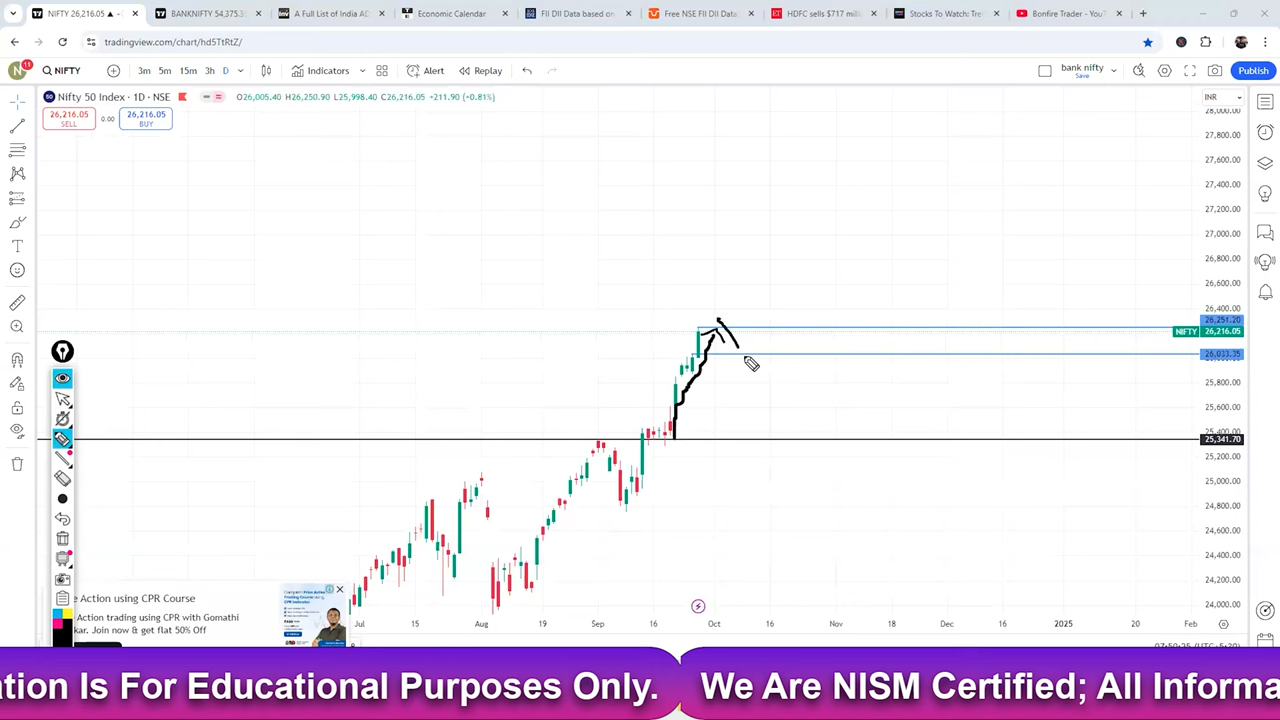 NIFTY 26,216.05 ▲
BANKNIFTY 54,375.3
A Full List of India AD
Economic Calendar
FII DII Data based on
Free NSE FII DII Data
HDFC sells $717 mill
Stocks To Watch: Tre
Bonfire Trader - YouT
tradingview.com/chart/hd5TtRtZ/
N 11 NIFTY 3m 5m 15m 3h D Indicators Alert Replay bank nifty Save Publish
50 Nifty 50 Index · 1D · NSE O26,005.40 H26,250.90 L25,998.40 C26,216.05 +211.90 (+0.81%)
INR
26,216.05 SELL 0.00 26,216.05 BUY
28,000.00
27,800.00
27,600.00
27,400.00
27,200.00
27,000.00
26,800.00
26,600.00
26,400.00
26,251.20
NIFTY 26,216.05
26,033.35
25,800.00
25,600.00
25,400.00
25,341.70
25,200.00
25,000.00
24,800.00
24,600.00
24,400.00
24,200.00
24,000.00
e Action using CPR Course
Action trading using CPR with Gomathi
kar. Join now & get flat 50% Off
Jul 15 Aug 19 Sep 16 Oct 16 Nov 18 Dec 16 2025 20 Feb
ation Is For Educational Purposes Only. We Are NISM Certified; All Informa